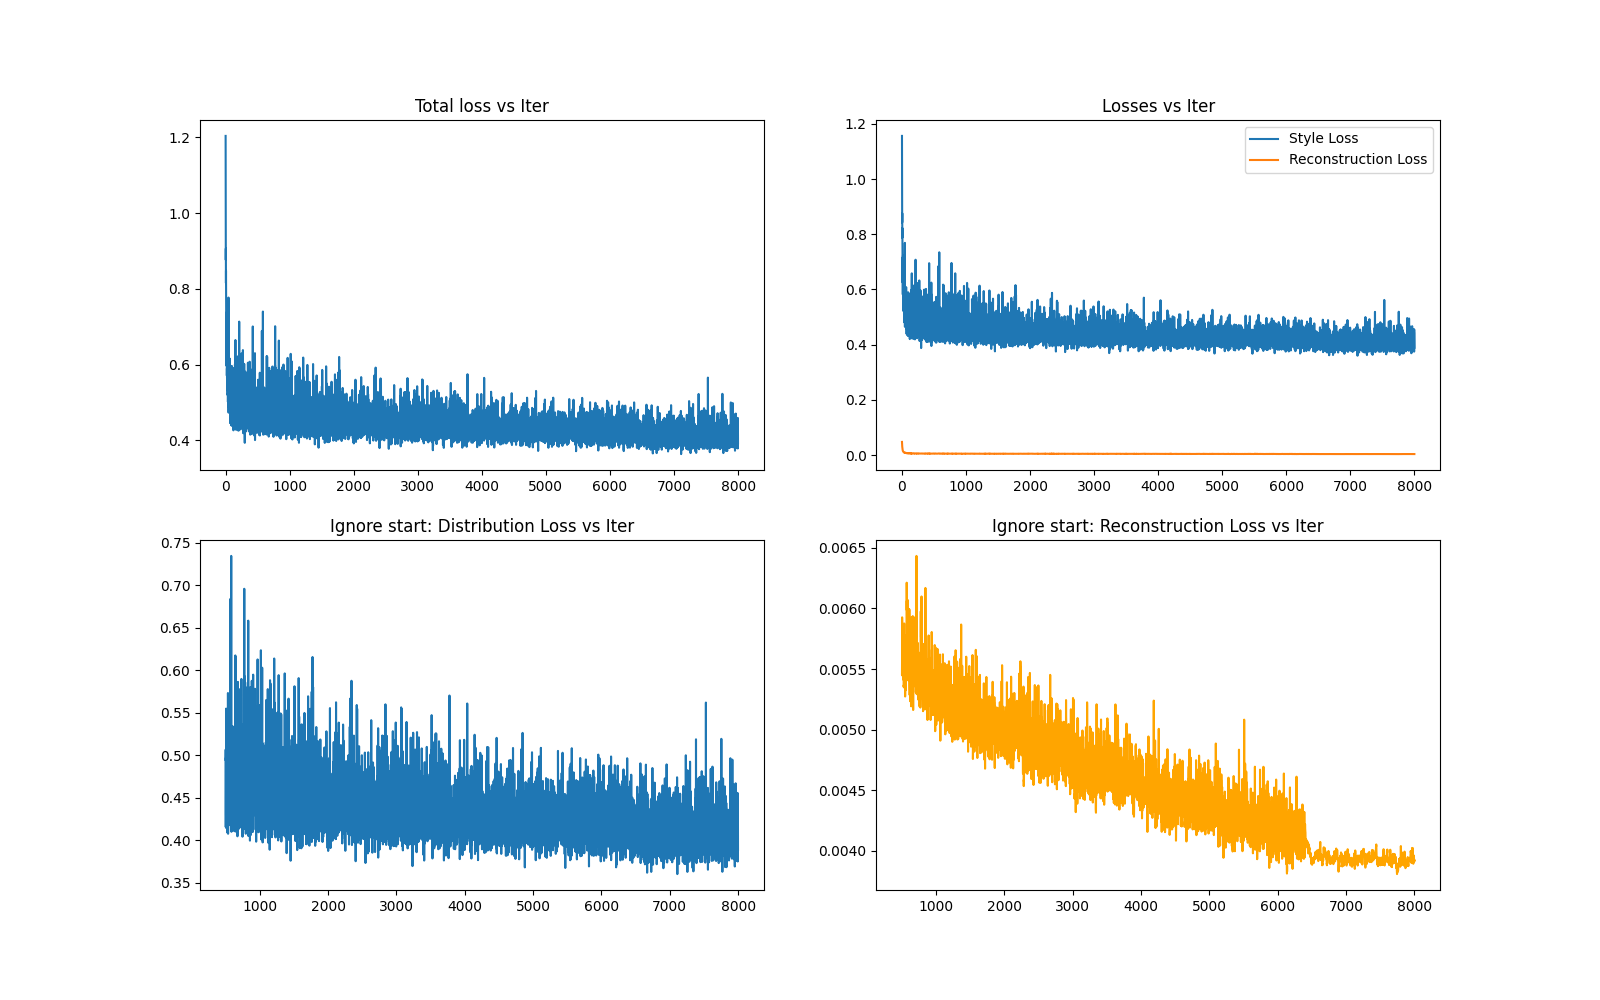 Total loss vs Iter
1.2
1.0
0.8
0.6
0.4
0 1000 2000 3000 4000 5000 6000 7000 8000
Losses vs Iter
Style Loss
Reconstruction Loss
1.2
1.0
0.8
0.6
0.4
0.2
0.0
0 1000 2000 3000 4000 5000 6000 7000 8000
Ignore start: Distribution Loss vs Iter
0.75
0.70
0.65
0.60
0.55
0.50
0.45
0.40
0.35
1000 2000 3000 4000 5000 6000 7000 8000
Ignore start: Reconstruction Loss vs Iter
0.0065
0.0060
0.0055
0.0050
0.0045
0.0040
1000 2000 3000 4000 5000 6000 7000 8000